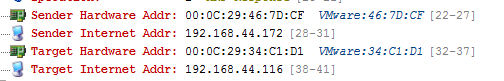 Sender Hardware Addr: 00:0C:29:46:7D:CF VMware:46:7D:CF [22-27]
Sender Internet Addr: 192.168.44.172 [28-31]
Target Hardware Addr: 00:0C:29:34:C1:D1 VMware:34:C1:D1 [32-37]
Target Internet Addr: 192.168.44.116 [38-41]